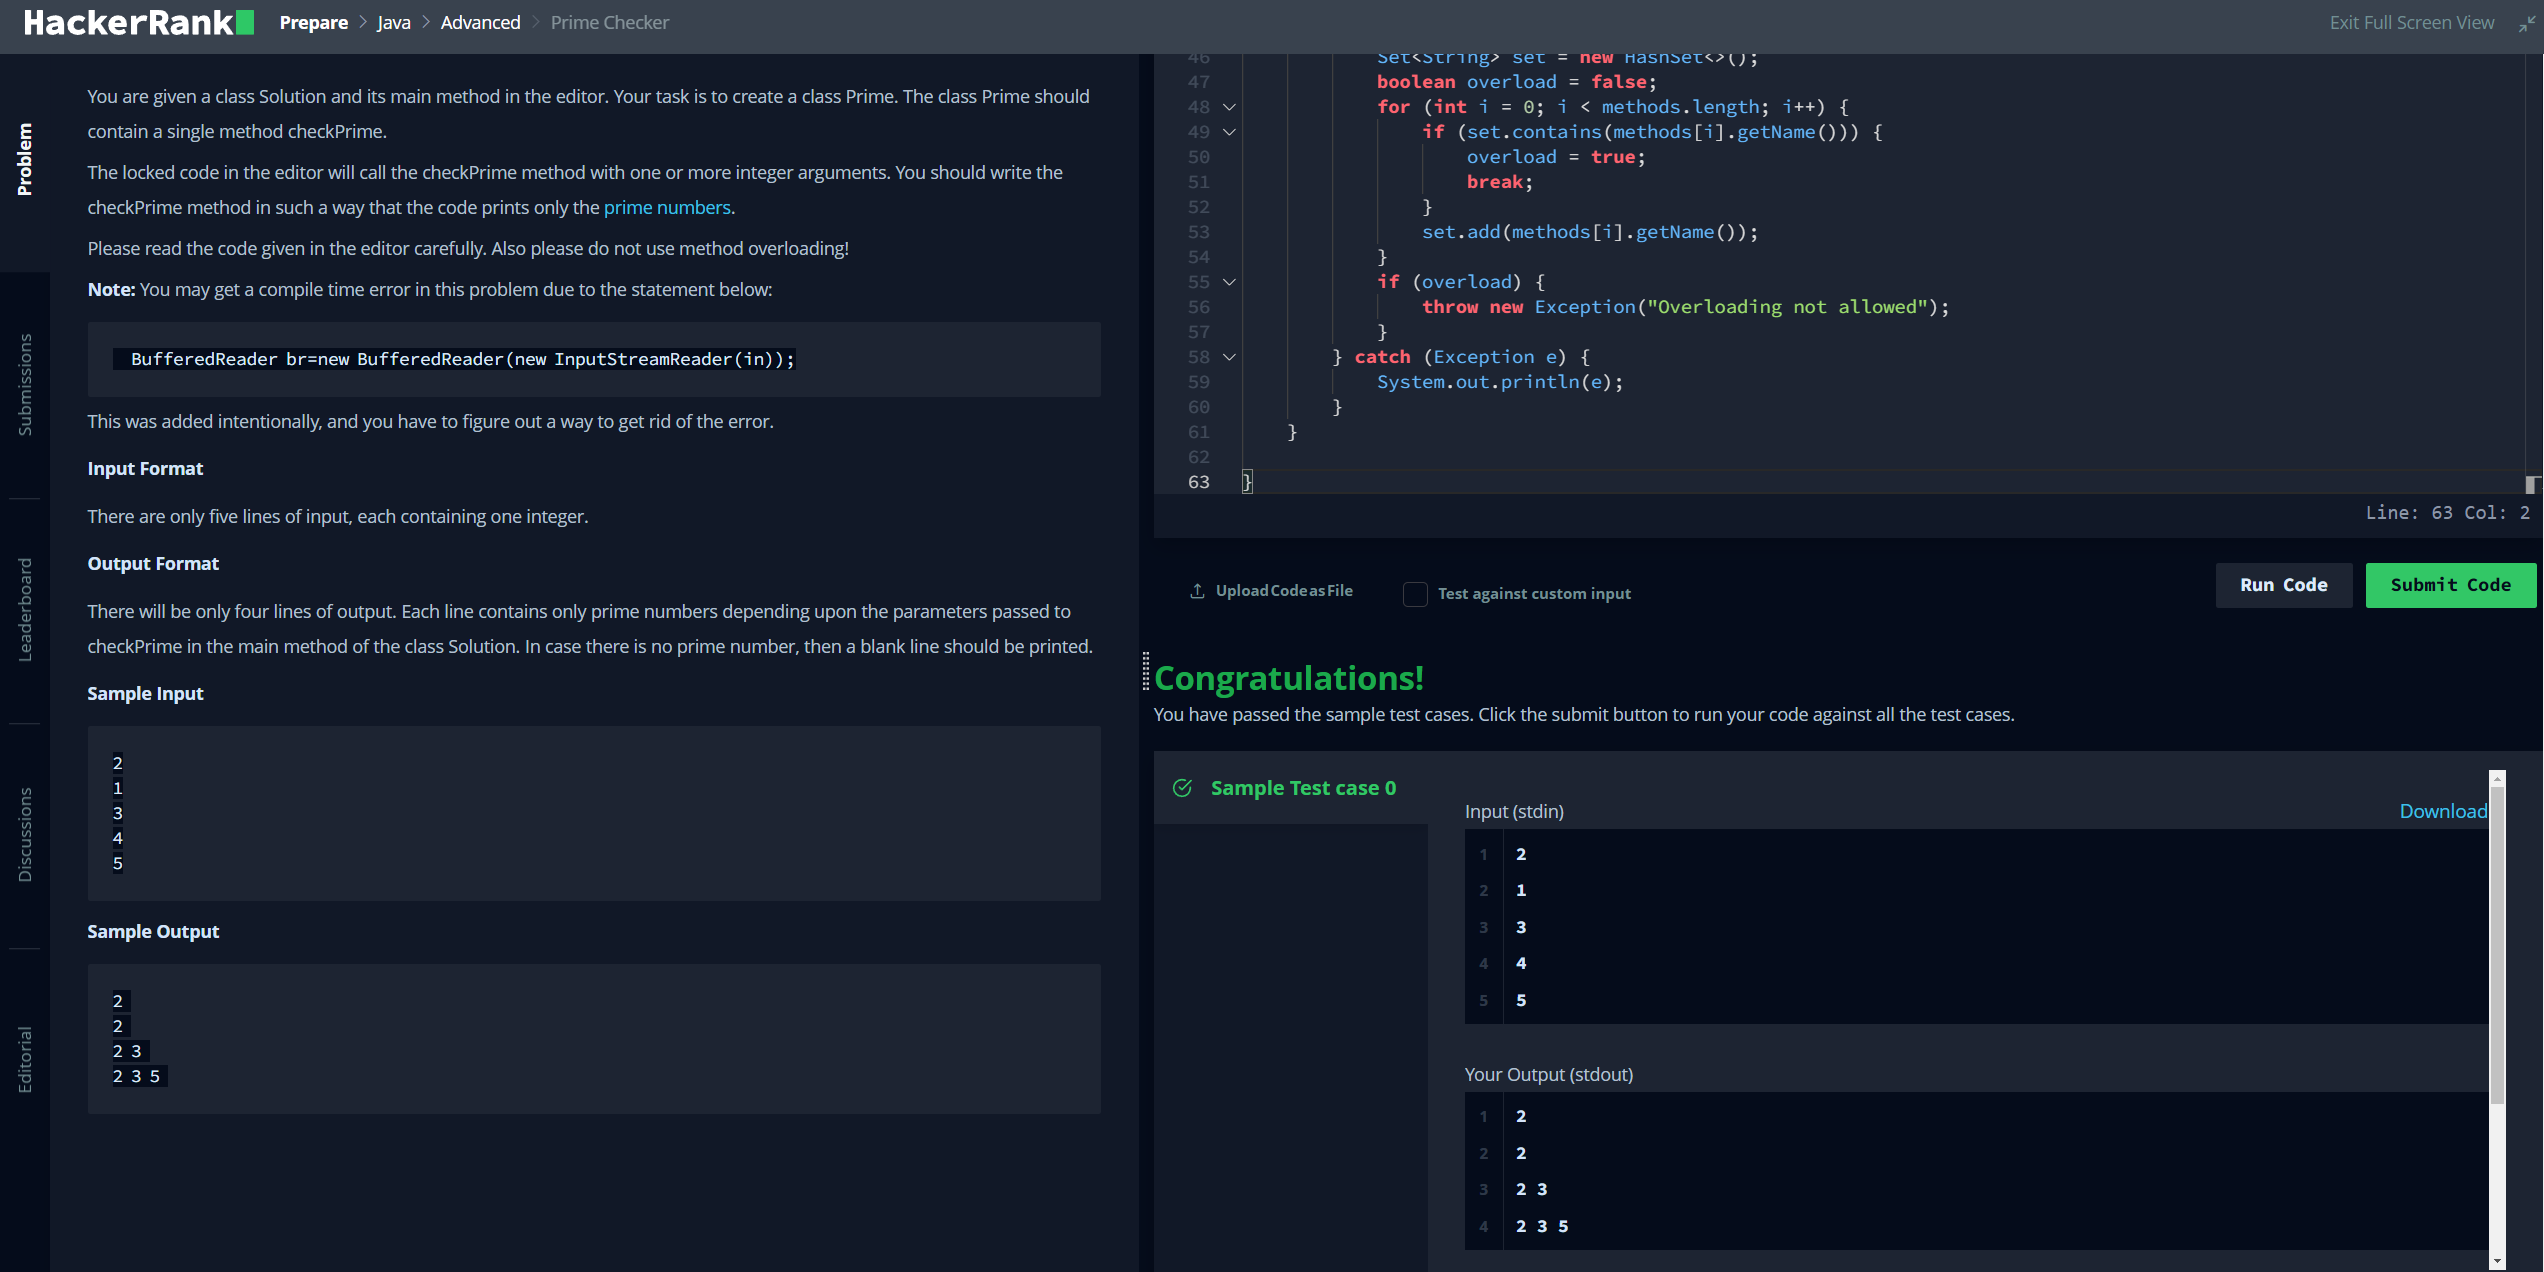 HackerRank Prepare > Java > Advanced > Prime Checker
Exit Full Screen View
Problem
Submissions
Leaderboard
Discussions
Editorial
You are given a class Solution and its main method in the editor. Your task is to create a class Prime. The class Prime should
contain a single method checkPrime.
The locked code in the editor will call the checkPrime method with one or more integer arguments. You should write the
checkPrime method in such a way that the code prints only the prime numbers.
Please read the code given in the editor carefully. Also please do not use method overloading!
Note: You may get a compile time error in this problem due to the statement below:
BufferedReader br=new BufferedReader(new InputStreamReader(in));
This was added intentionally, and you have to figure out a way to get rid of the error.
Input Format
There are only five lines of input, each containing one integer.
Output Format
There will be only four lines of output. Each line contains only prime numbers depending upon the parameters passed to
checkPrime in the main method of the class Solution. In case there is no prime number, then a blank line should be printed.
Sample Input
2
1
3
4
5
Sample Output
2
2
2 3
2 3 5
46 Set<String> set = new HashSet<>();
47 boolean overload = false;
48 for (int i = 0; i < methods.length; i++) {
49 if (set.contains(methods[i].getName())) {
50 overload = true;
51 break;
52 }
53 set.add(methods[i].getName());
54 }
55 if (overload) {
56 throw new Exception("Overloading not allowed");
57 }
58 } catch (Exception e) {
59 System.out.println(e);
60 }
61 }
62
63 }
Line: 63 Col: 2
Upload Code as File
Test against custom input
Run Code
Submit Code
Congratulations!
You have passed the sample test cases. Click the submit button to run your code against all the test cases.
Sample Test case 0
Input (stdin)
Download
1 2
2 1
3 3
4 4
5 5
Your Output (stdout)
1 2
2 2
3 2 3
4 2 3 5